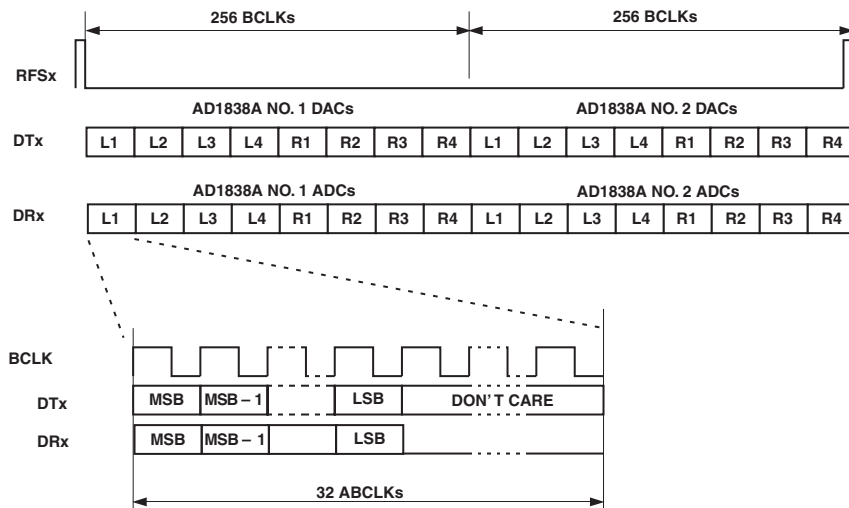 256 BCLKs 256 BCLKs
RFSx
AD1838A NO. 1 DACs AD1838A NO. 2 DACs
DTx L1 L2 L3 L4 R1 R2 R3 R4 L1 L2 L3 L4 R1 R2 R3 R4
AD1838A NO. 1 ADCs AD1838A NO. 2 ADCs
DRx L1 L2 L3 L4 R1 R2 R3 R4 L1 L2 L3 L4 R1 R2 R3 R4
BCLK
DTx MSB MSB – 1 LSB DON'T CARE
DRx MSB MSB – 1 LSB
32 ABCLKs